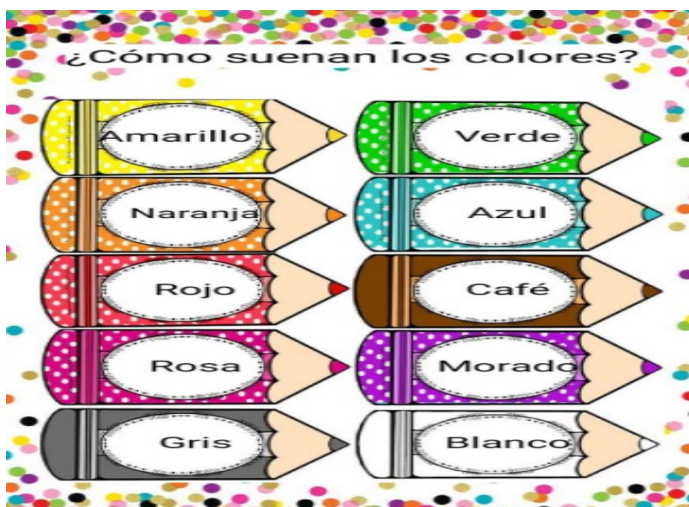 ¿Cómo suenan los colores?
Amarillo
Verde
Naranja
Azul
Rojo
Café
Rosa
Morado
Gris
Blanco